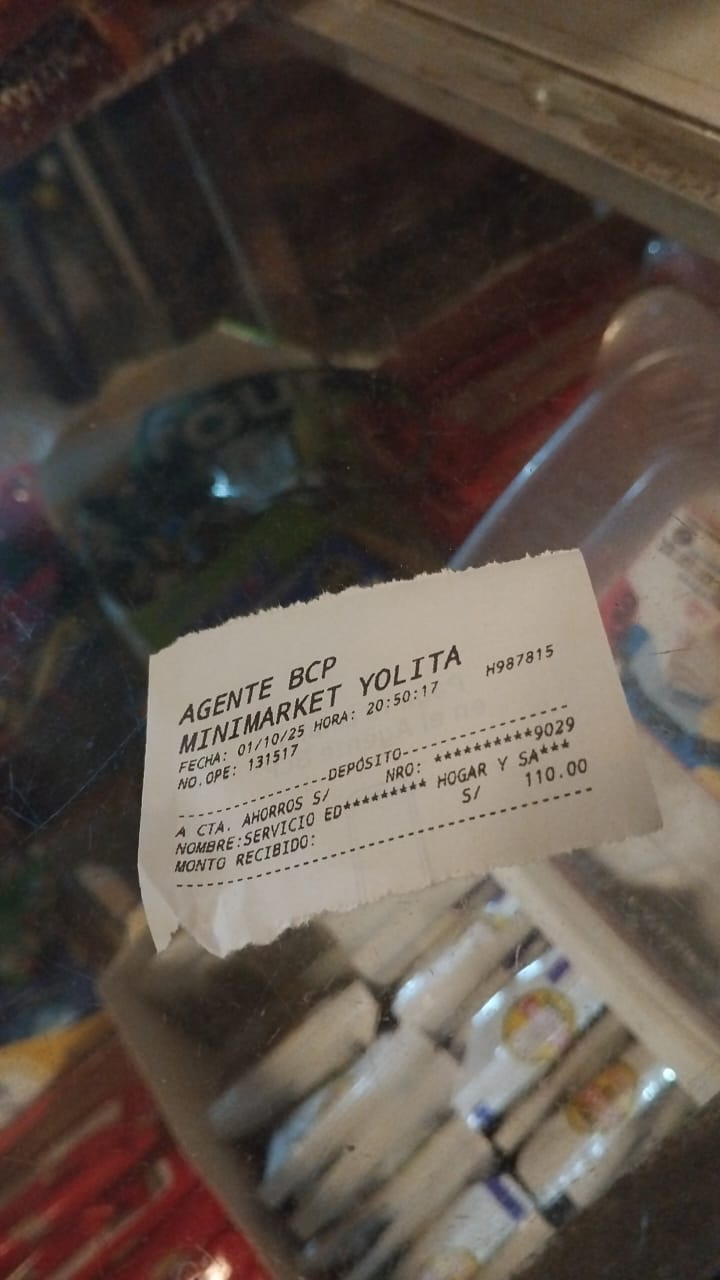 AGENTE BCP
MINIMARKET YOLITA
FECHA: 01/10/25 HORA: 20:50:17 H987815
NO.OPE: 131517
--------------------DEPÓSITO--------------------
A CTA. AHORROS S/ NRO: **********9029
NOMBRE:SERVICIO ED********* HOGAR Y SA***
MONTO RECIBIDO: S/ 110.00